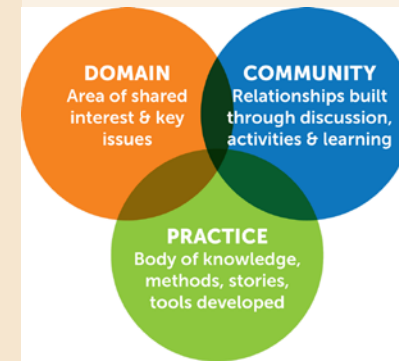 DOMAIN
Area of shared
interest & key
issues
COMMUNITY
Relationships built
through discussion,
activities & learning
PRACTICE
Body of knowledge,
methods, stories,
tools developed